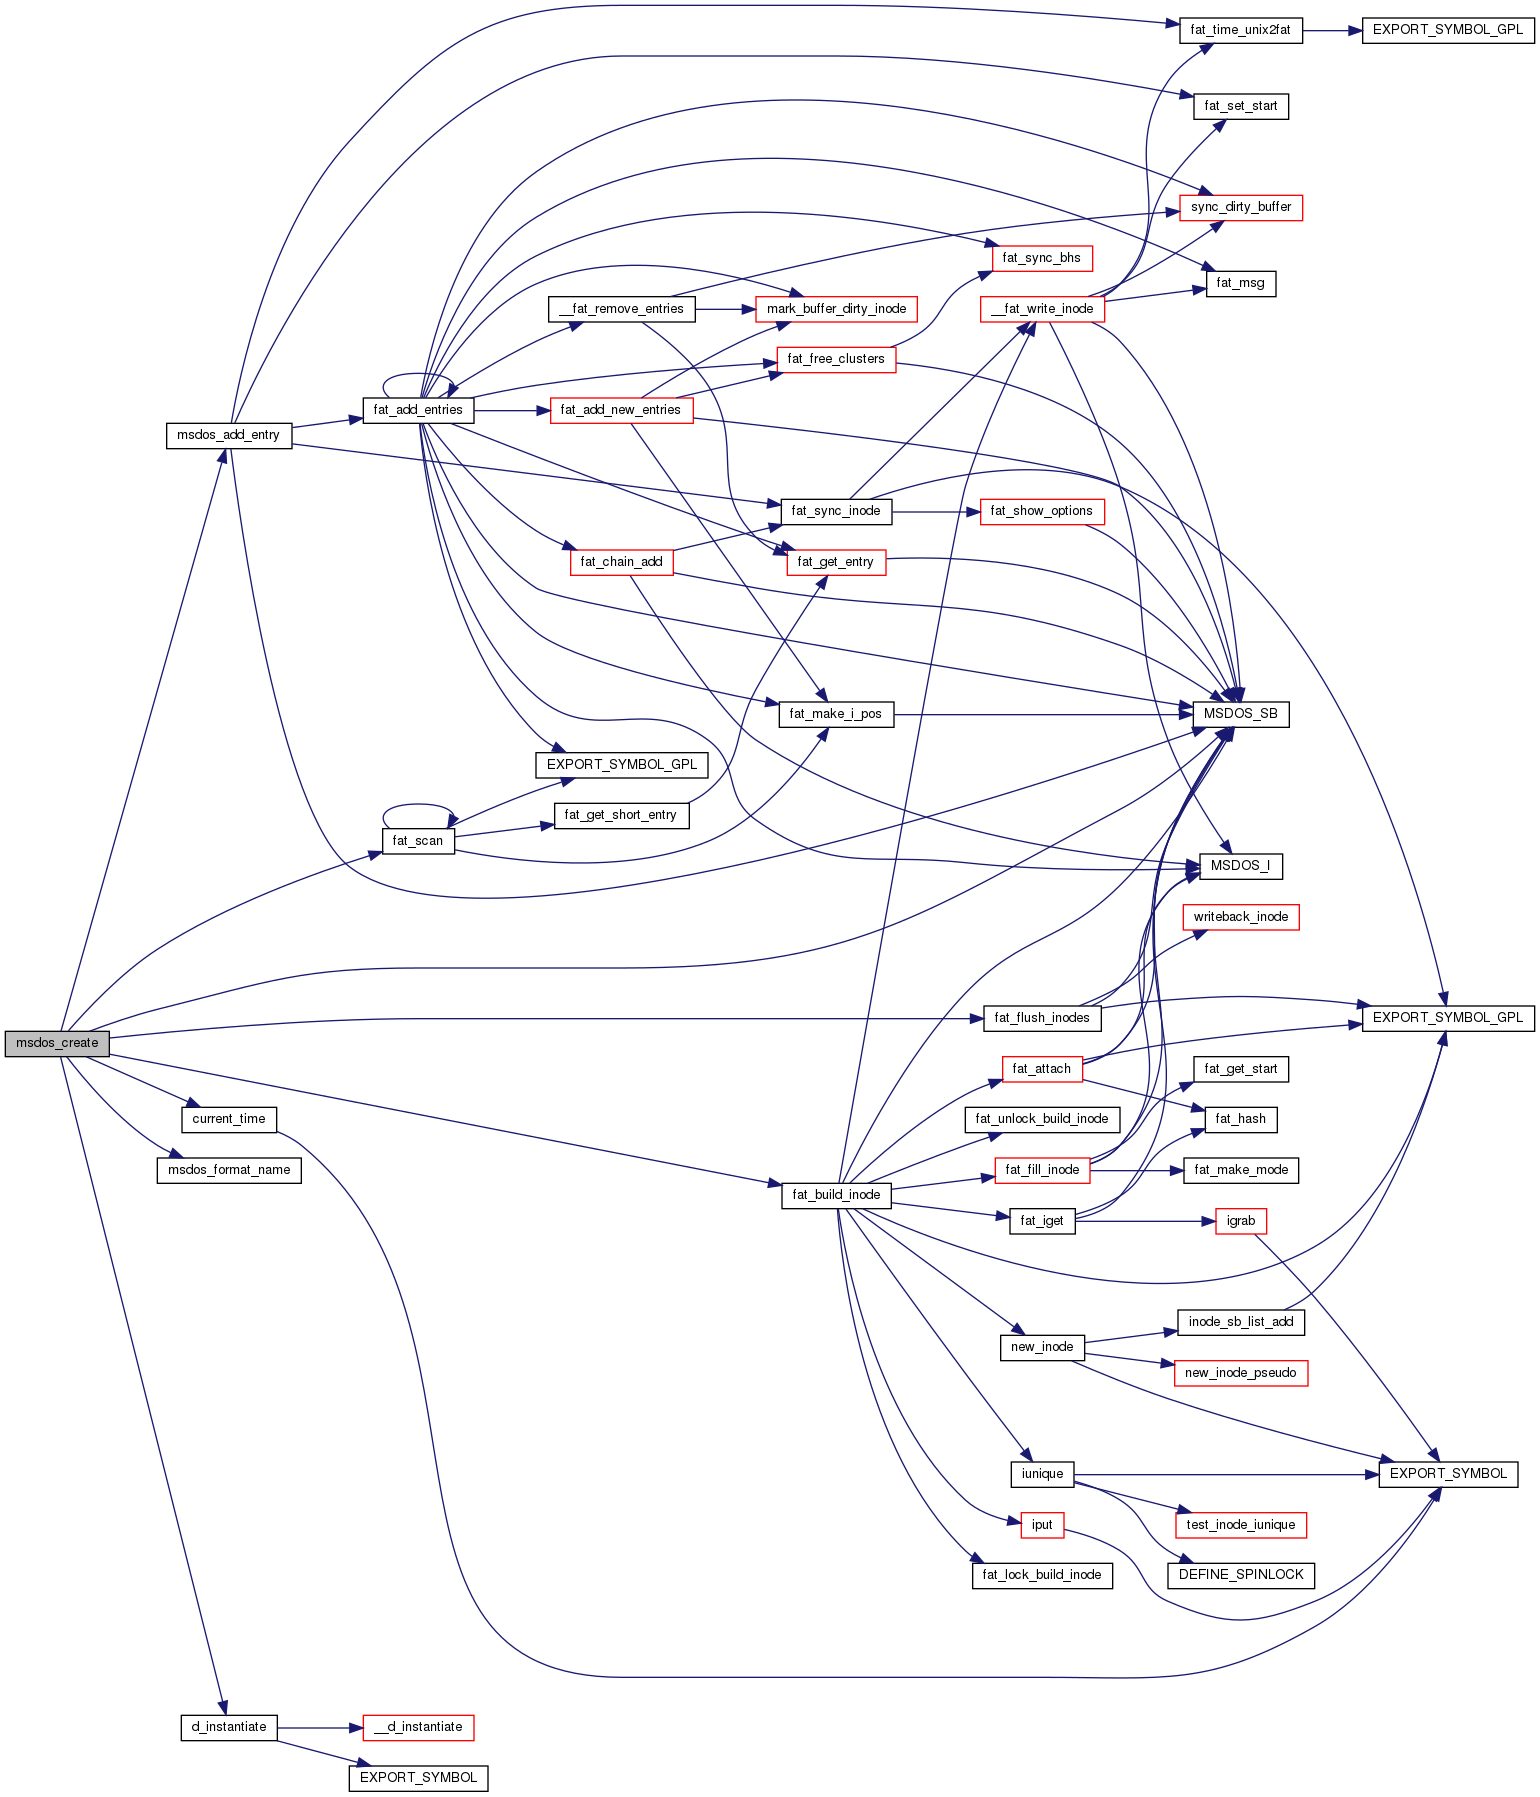 fat_time_unix2fat
EXPORT_SYMBOL_GPL
fat_set_start
sync_dirty_buffer
fat_sync_bhs
fat_msg
__fat_remove_entries
mark_buffer_dirty_inode
__fat_write_inode
fat_free_clusters
fat_add_entries
fat_add_new_entries
msdos_add_entry
fat_sync_inode
fat_show_options
fat_chain_add
fat_get_entry
fat_make_i_pos
MSDOS_SB
EXPORT_SYMBOL_GPL
fat_get_short_entry
fat_scan
MSDOS_I
writeback_inode
fat_flush_inodes
EXPORT_SYMBOL_GPL
msdos_create
fat_attach
fat_get_start
current_time
fat_unlock_build_inode
fat_hash
msdos_format_name
fat_fill_inode
fat_make_mode
fat_build_inode
fat_iget
igrab
inode_sb_list_add
new_inode
new_inode_pseudo
iunique
EXPORT_SYMBOL
iput
test_inode_iunique
fat_lock_build_inode
DEFINE_SPINLOCK
d_instantiate
__d_instantiate
EXPORT_SYMBOL